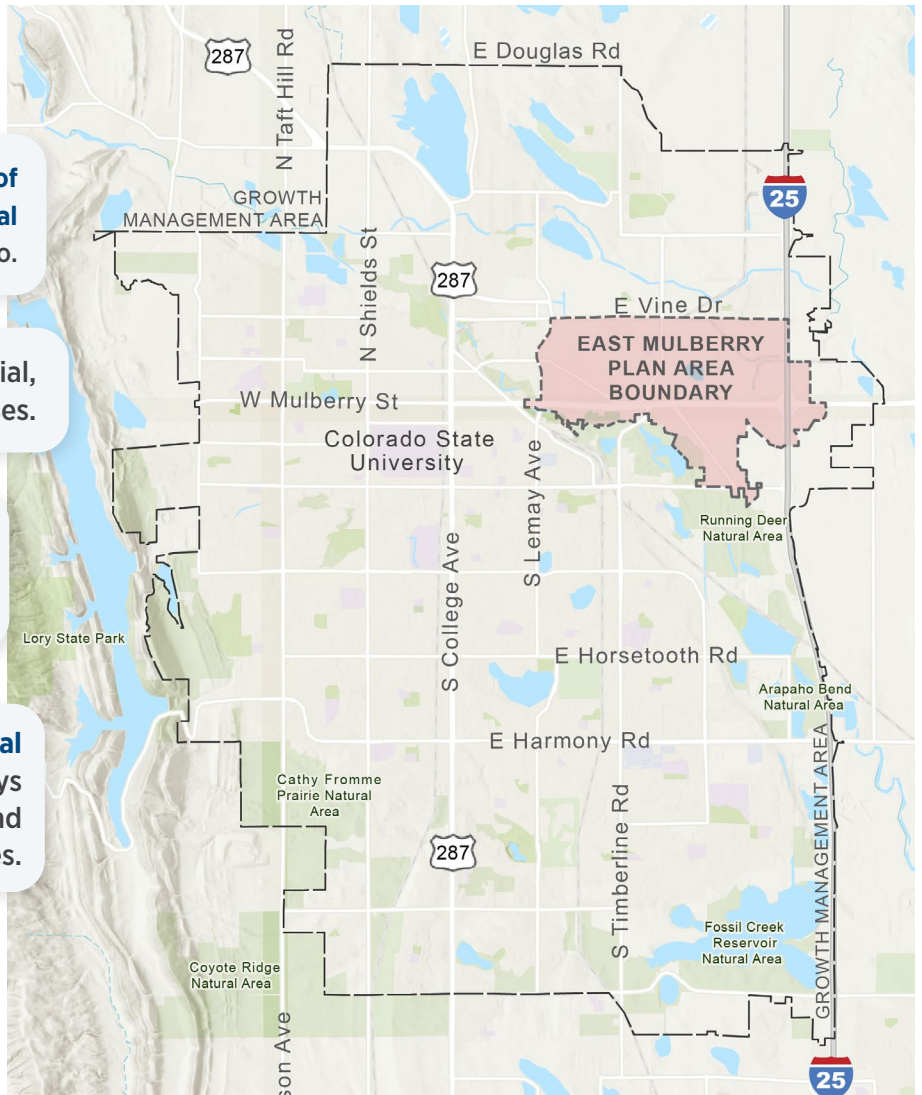 E Douglas Rd
287
N Taft Hill Rd
of
al
o.
25
GROWTH
MANAGEMENT AREA
N Shields St
287
E Vine Dr
EAST MULBERRY
PLAN AREA
BOUNDARY
ial,
es.
W Mulberry St
Colorado State
University
S Lemay Ave
Running Deer
Natural Area
S College Ave
Lory State Park
E Horsetooth Rd
Arapaho Bend
Natural Area
al
ys
nd
es.
E Harmony Rd
Cathy Fromme
Prairie Natural
Area
S Timberline Rd
GROWTH MANAGEMENT AREA
287
Fossil Creek
Reservoir
Natural Area
Coyote Ridge
Natural Area
son Ave
25